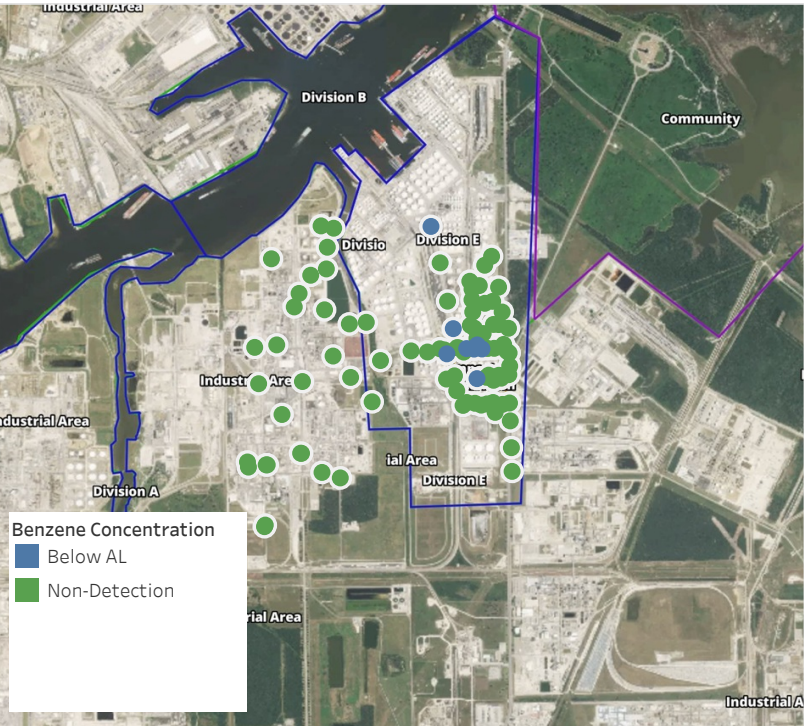 Industrial Area
Division B
Community
Divisio
Division E
Industrial Are
ndustrial Area
ial Area
Division E
Division A
Benzene Concentration
Below AL
Non-Detection
rial Area
Industrial A